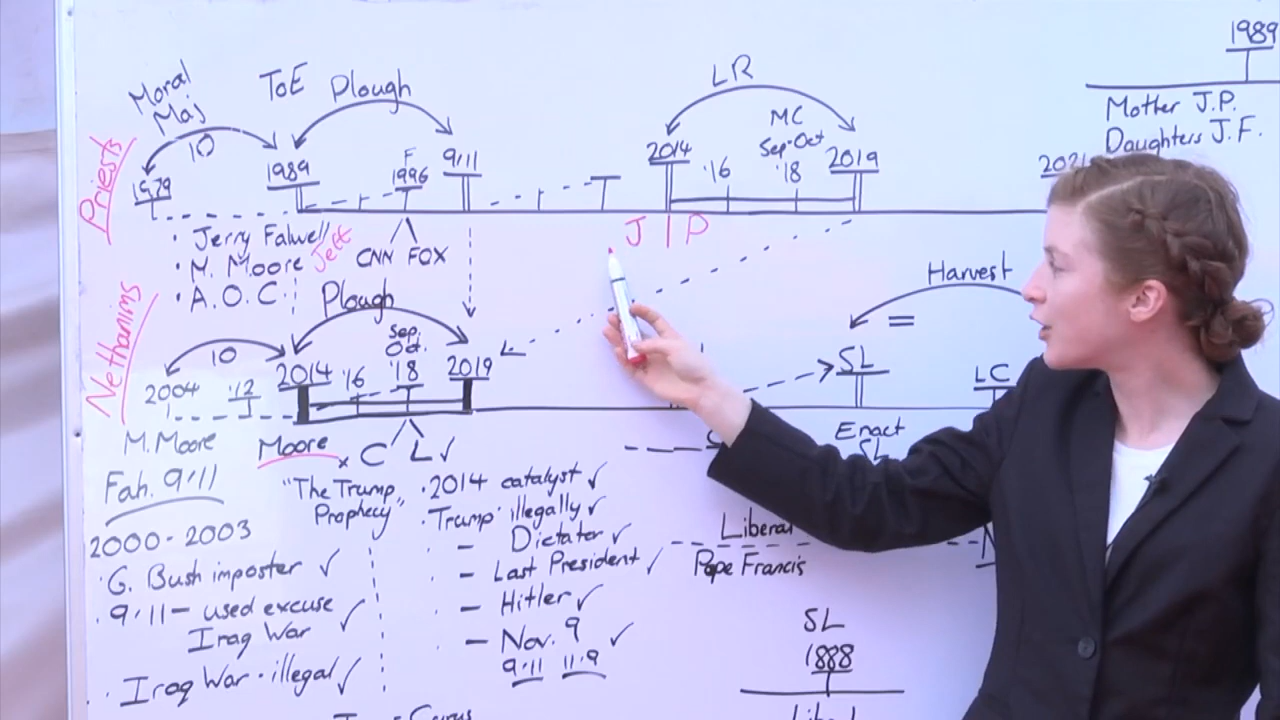 1989
Mother J.P.
Daughters J.F.
Priests
Moral
Maj
10
1979
ToE
Plough
1989
F
1996
9/11
LR
2014
'16
MC
Sep-Oct
'18
2019
2021
J | P
• Jerry Falwell
Jeff
• M. Moore
• A.O.C.
CNN FOX
Nethanims
Plough
10
2004
'12
2014
'16
Sep.
Oct.
'18
2019
Harvest
=
SL
LC
Enact
SL
M. Moore
Moore
x C L ✓
Fah. 9/11
2000-2003
• G. Bush imposter ✓
• 9/11 - used excuse
Iraq War ✓
• Iraq War • illegal ✓
"The Trump
Prophecy"
• 2014 catalyst ✓
• Trump illegally ✓
- Dictator ✓
- Last President ✓
- Hitler ✓
- Nov. 9 ✓
9/11 11.9
Liberal
Pope Francis
SL
1888